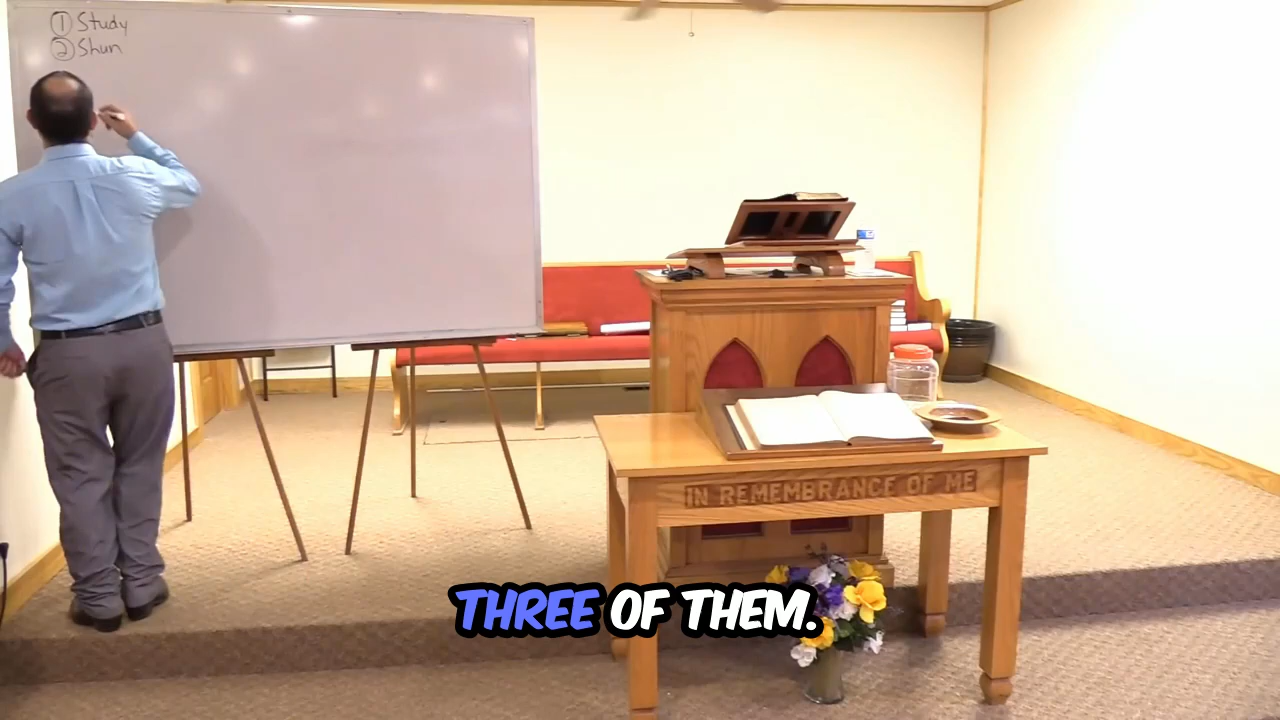 ① Study
② Shun
IN REMEMBRANCE OF ME
THREE OF THEM.